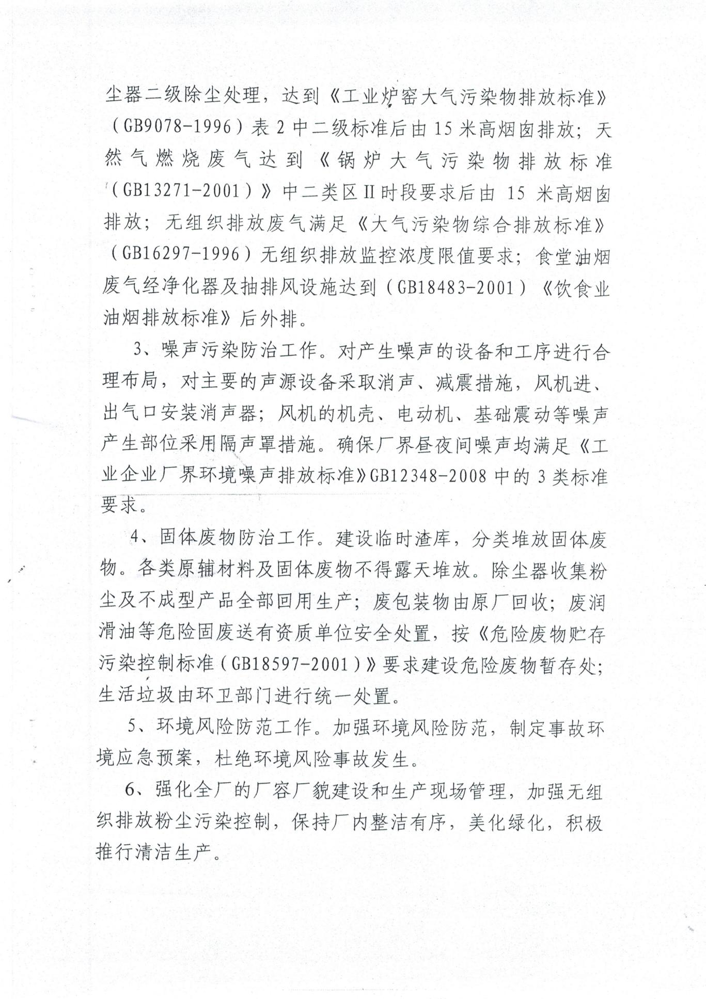 尘器二级除尘处理，达到《工业炉窑大气污染物排放标准》
（GB9078-1996）表 2 中二级标准后由 15 米高烟囱排放；天
然气燃烧废气达到《锅炉大气污染物排放标准
（GB13271-2001）》中二类区Ⅱ时段要求后由 15 米高烟囱
排放；无组织排放废气满足《大气污染物综合排放标准》
（GB16297-1996）无组织排放监控浓度限值要求；食堂油烟
废气经净化器及抽排风设施达到（GB18483-2001）《饮食业
油烟排放标准》后外排。
3、噪声污染防治工作。对产生噪声的设备和工序进行合
理布局，对主要的声源设备采取消声、减震措施，风机进、
出气口安装消声器；风机的机壳、电动机、基础震动等噪声
产生部位采用隔声罩措施。确保厂界昼夜间噪声均满足《工
业企业厂界环境噪声排放标准》GB12348-2008 中的 3 类标准
要求。
4、固体废物防治工作。建设临时渣库，分类堆放固体废
物。各类原辅材料及固体废物不得露天堆放。除尘器收集粉
尘及不成型产品全部回用生产；废包装物由原厂回收；废润
滑油等危险固废送有资质单位安全处置，按《危险废物贮存
污染控制标准（GB18597-2001）》要求建设危险废物暂存处；
生活垃圾由环卫部门进行统一处置。
5、环境风险防范工作。加强环境风险防范，制定事故环
境应急预案，杜绝环境风险事故发生。
6、强化全厂的厂容厂貌建设和生产现场管理，加强无组
织排放粉尘污染控制，保持厂内整洁有序，美化绿化，积极
推行清洁生产。